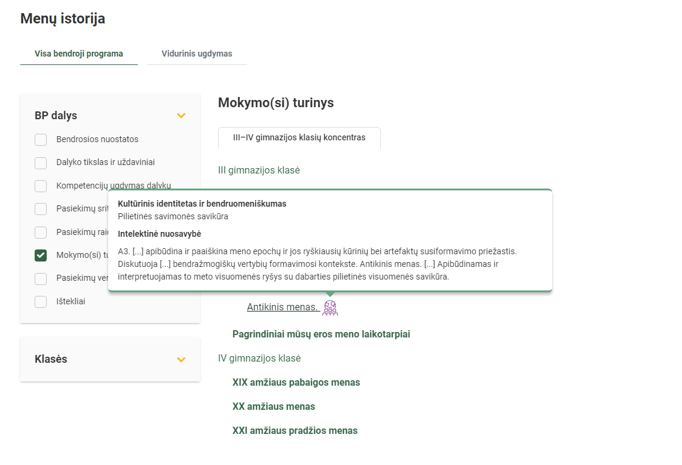 Menų istorija
Visa bendroji programa
Vidurinis ugdymas
BP dalys
Bendrosios nuostatos
Dalyko tikslas ir uždaviniai
Kompetencijų ugdymas dalyku
Pasiekimų
Pasiekimų
Mokymo(si)
Pasiekimų
Ištekliai
Klasės
Mokymo(si) turinys
III–IV gimnazijos klasių koncentras
III gimnazijos klasė
Kultūrinis identitetas ir bendruomeniškumas
Pilietinės savimonės savikūra
Intelektinė nuosavybė
A3. [...] apibūdina ir paaiškina meno epochų ir jos ryškiausių kūrinių bei artefaktų susiformavimo priežastis.
Diskutuoja [...] bendražmogiškų vertybių formavimosi kontekste. Antikinis menas. [...] Apibūdinamas ir
interpretuojamas to meto visuomenės ryšys su dabarties pilietinės visuomenės savikūra.
Antikinis menas.
Pagrindiniai mūsų eros meno laikotarpiai
IV gimnazijos klasė
XIX amžiaus pabaigos menas
XX amžiaus menas
XXI amžiaus pradžios menas